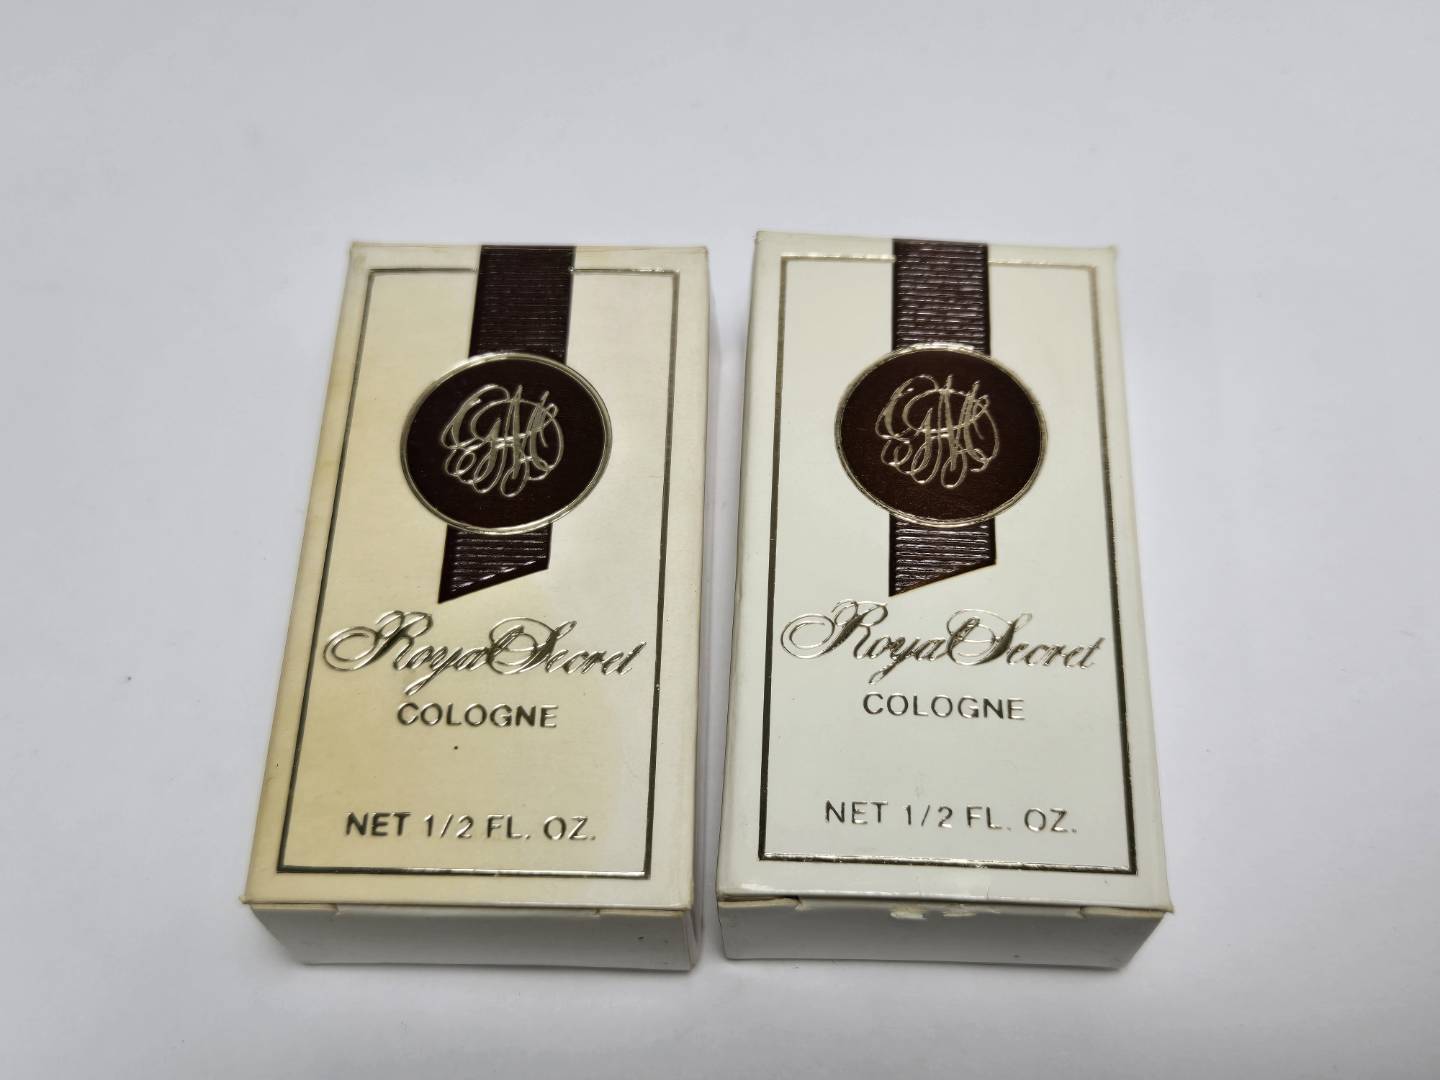 Royal Secret
COLOGNE
NET 1/2 FL. OZ.
Royal Secret
COLOGNE
NET 1/2 FL. OZ.